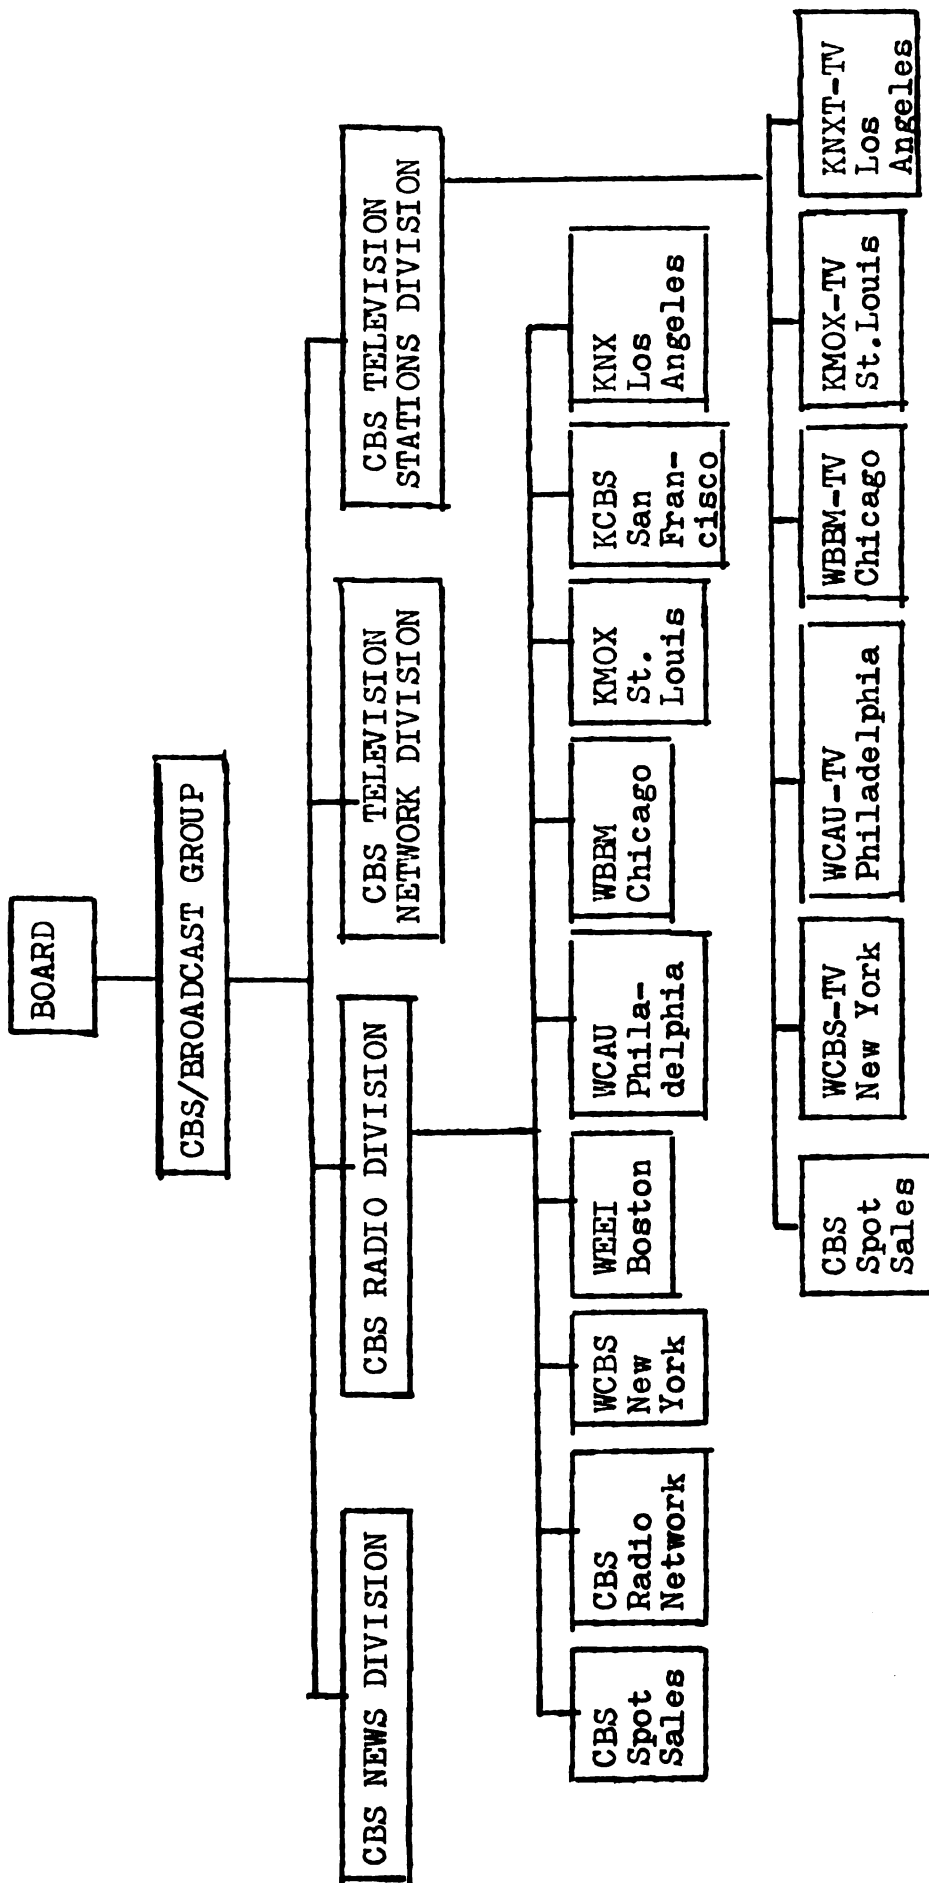 BOARD
CBS/BROADCAST GROUP
CBS NEWS DIVISION
CBS RADIO DIVISION
CBS TELEVISION
NETWORK DIVISION
CBS TELEVISION
STATIONS DIVISION
CBS
Spot
Sales
CBS
Radio
Network
WCBS
New
York
WEEI
Boston
WCAU
Phila-
delphia
WBBM
Chicago
KMOX
St.
Louis
KCBS
San
Fran-
cisco
KNX
Los
Angeles
CBS
Spot
Sales
WCBS-TV
New York
WCAU-TV
Philadelphia
WBBM-TV
Chicago
KMOX-TV
St.Louis
KNXT-TV
Los
Angeles